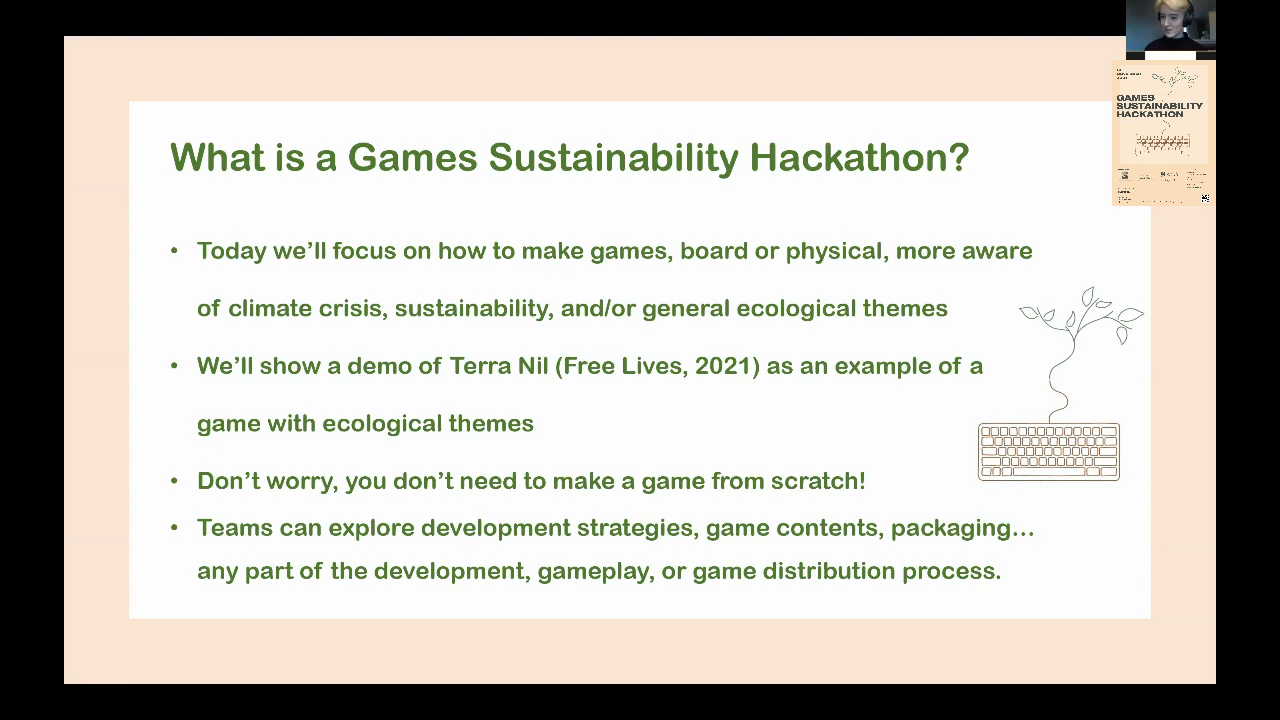 What is a Games Sustainability Hackathon?
• Today we’ll focus on how to make games, board or physical, more aware
of climate crisis, sustainability, and/or general ecological themes
• We’ll show a demo of Terra Nil (Free Lives, 2021) as an example of a
game with ecological themes
• Don’t worry, you don’t need to make a game from scratch!
• Teams can explore development strategies, game contents, packaging…
any part of the development, gameplay, or game distribution process.
GAMES
SUSTAINABILITY
HACKATHON